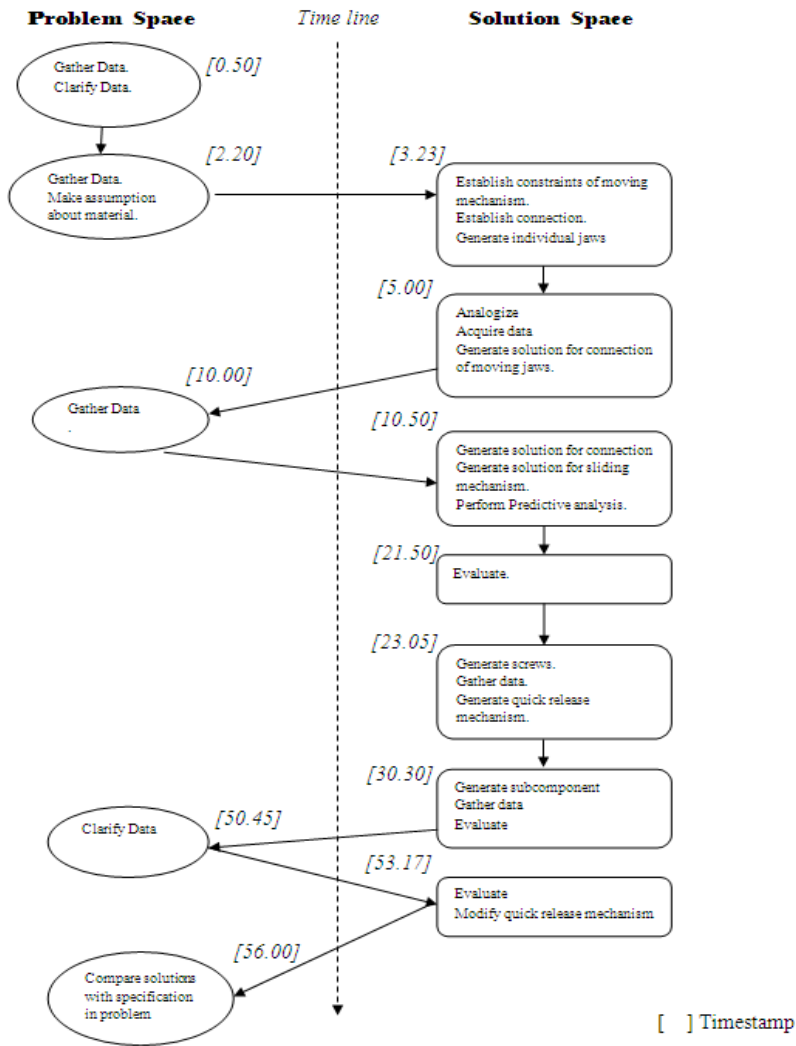 Problem Space
Time line
Solution Space
Gather Data.
Clarify Data.
[0.50]
Gather Data.
Make assumption
about material.
[2.20]
[3.23]
Establish constraints of moving
mechanism.
Establish connection.
Generate individual jaws
[5.00]
Analogize
Acquire data
Generate solution for connection
of moving jaws.
[10.00]
Gather Data
.
[10.50]
Generate solution for connection
Generate solution for sliding
mechanism.
Perform Predictive analysis.
[21.50]
Evaluate.
[23.05]
Generate screws.
Gather data.
Generate quick release
mechanism.
[30.30]
Generate subcomponent
Gather data
Evaluate
[50.45]
Clarify Data
[53.17]
Evaluate
Modify quick release mechanism
[56.00]
Compare solutions
with specification
in problem
[ ] Timestamp